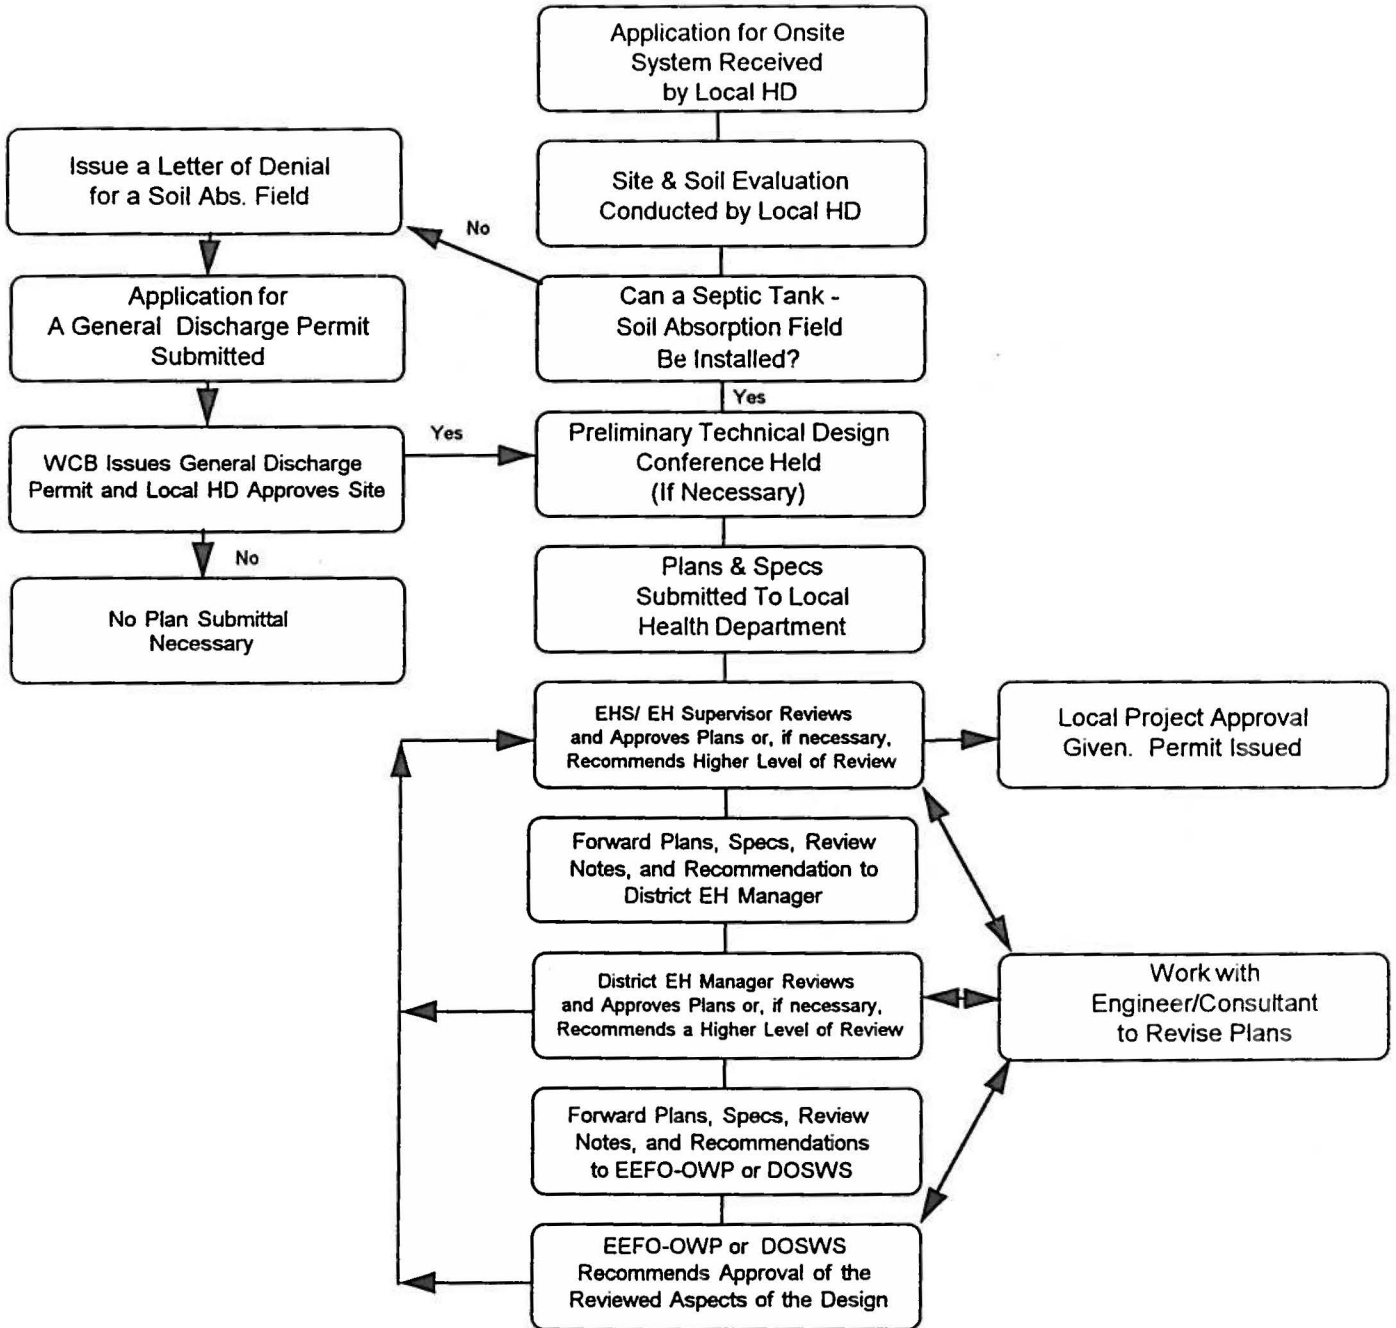 Application for Onsite
System Received
by Local HD
Issue a Letter of Denial
for a Soil Abs. Field
Site & Soil Evaluation
Conducted by Local HD
No
Application for
A General Discharge Permit
Submitted
Can a Septic Tank -
Soil Absorption Field
Be Installed?
Yes
WCB Issues General Discharge
Permit and Local HD Approves Site
Yes
Preliminary Technical Design
Conference Held
(If Necessary)
No
No Plan Submittal
Necessary
Plans & Specs
Submitted To Local
Health Department
EHS/ EH Supervisor Reviews
and Approves Plans or, if necessary,
Recommends Higher Level of Review
Local Project Approval
Given. Permit Issued
Forward Plans, Specs, Review
Notes, and Recommendation to
District EH Manager
District EH Manager Reviews
and Approves Plans or, if necessary,
Recommends a Higher Level of Review
Work with
Engineer/Consultant
to Revise Plans
Forward Plans, Specs, Review
Notes, and Recommendations
to EEFO-OWP or DOSWS
EEFO-OWP or DOSWS
Recommends Approval of the
Reviewed Aspects of the Design